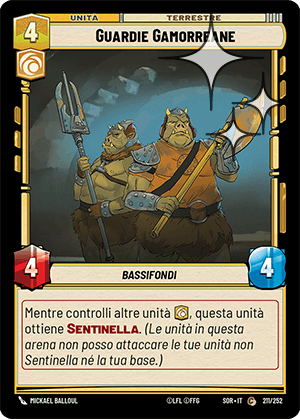 4
UNITÀ
TERRESTRE
GUARDIE GAMORREANE
4
BASSIFONDI
4
Mentre controlli altre unità, questa unità
ottiene SENTINELLA. (Le unità in questa
arena non posso attaccare le tue unità non
Sentinella né la tua base.)
MICKAEL BALLOUL
©LFL ©FFG
SOR•IT
C
211/252